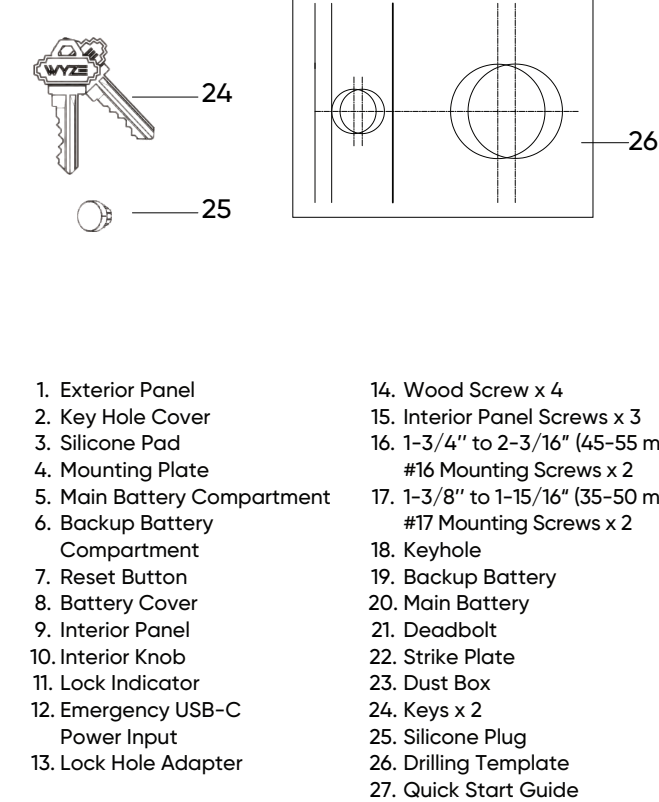 WYZE
24
26
25
1. Exterior Panel
2. Key Hole Cover
3. Silicone Pad
4. Mounting Plate
5. Main Battery Compartment
6. Backup Battery
Compartment
7. Reset Button
8. Battery Cover
9. Interior Panel
10. Interior Knob
11. Lock Indicator
12. Emergency USB-C
Power Input
13. Lock Hole Adapter
14. Wood Screw x 4
15. Interior Panel Screws x 3
16. 1-3/4’’ to 2-3/16” (45-55 m
#16 Mounting Screws x 2
17. 1-3/8’’ to 1-15/16“ (35-50 m
#17 Mounting Screws x 2
18. Keyhole
19. Backup Battery
20. Main Battery
21. Deadbolt
22. Strike Plate
23. Dust Box
24. Keys x 2
25. Silicone Plug
26. Drilling Template
27. Quick Start Guide